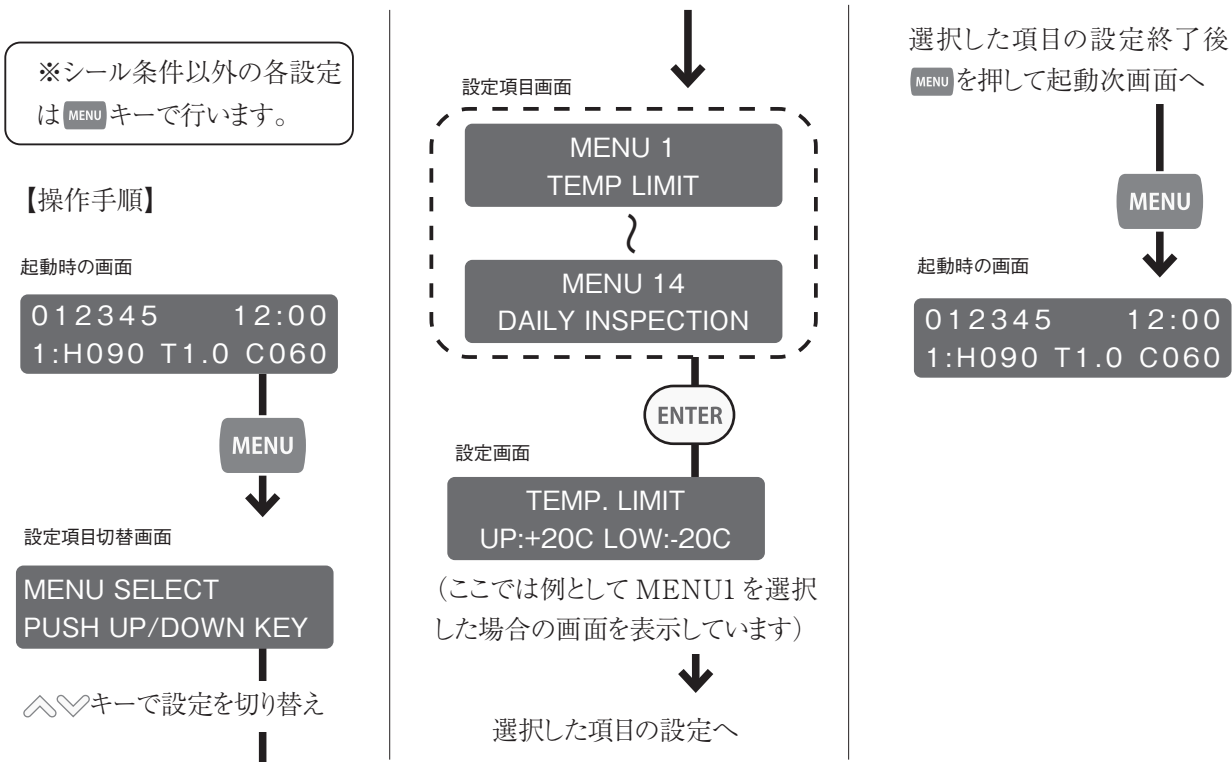 ※シール条件以外の各設定
は MENU キーで行います。
【操作手順】
起動時の画面
012345 12:00
1:H090 T1.0 C060
MENU
設定項目切替画面
MENU SELECT
PUSH UP/DOWN KEY
キーで設定を切り替え
設定項目画面
MENU 1
TEMP LIMIT
〜
MENU 14
DAILY INSPECTION
ENTER
設定画面
TEMP. LIMIT
UP:+20C LOW:-20C
（ここでは例として MENU1 を選択
した場合の画面を表示しています）
選択した項目の設定へ
選択した項目の設定終了後
MENU を押して起動次画面へ
MENU
起動時の画面
012345 12:00
1:H090 T1.0 C060